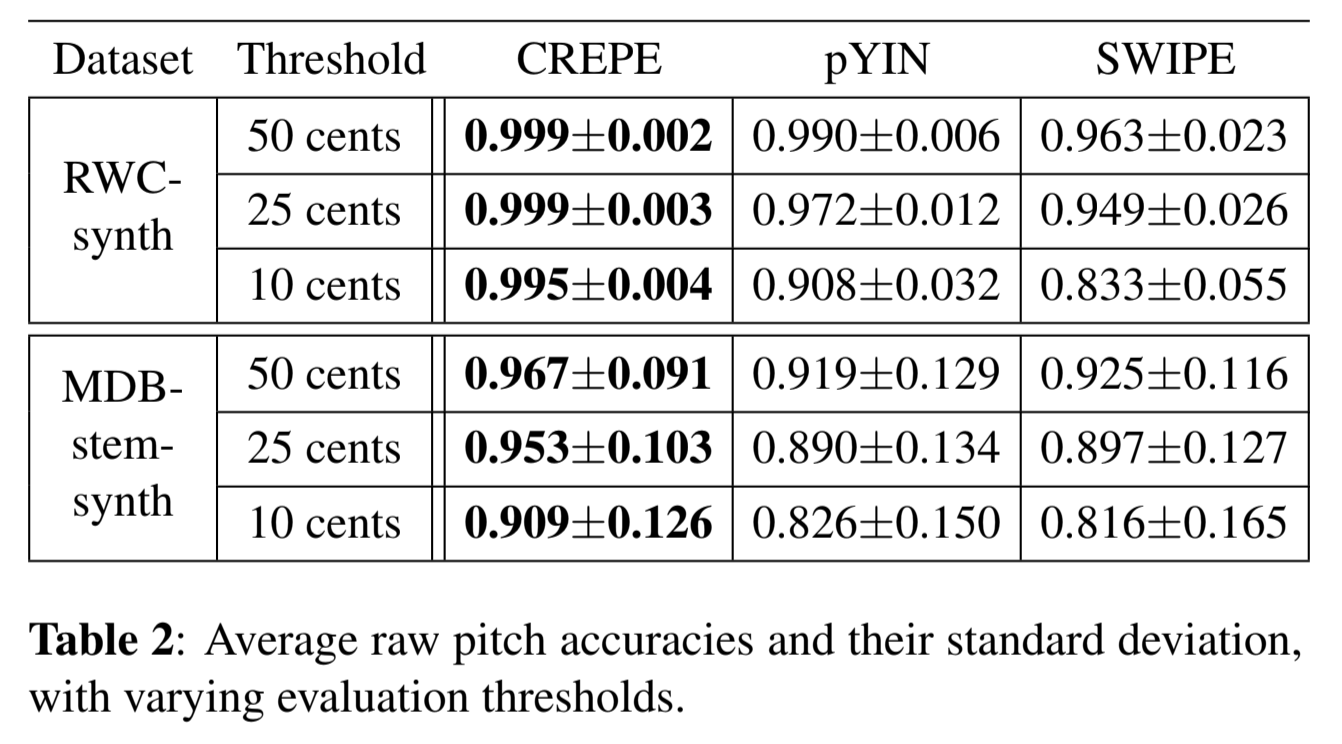 Dataset Threshold CREPE pYIN SWIPE
RWC-
synth
50 cents 0.999±0.002 0.990±0.006 0.963±0.023
25 cents 0.999±0.003 0.972±0.012 0.949±0.026
10 cents 0.995±0.004 0.908±0.032 0.833±0.055
MDB-
stem-
synth
50 cents 0.967±0.091 0.919±0.129 0.925±0.116
25 cents 0.953±0.103 0.890±0.134 0.897±0.127
10 cents 0.909±0.126 0.826±0.150 0.816±0.165
Table 2: Average raw pitch accuracies and their standard deviation,
with varying evaluation thresholds.